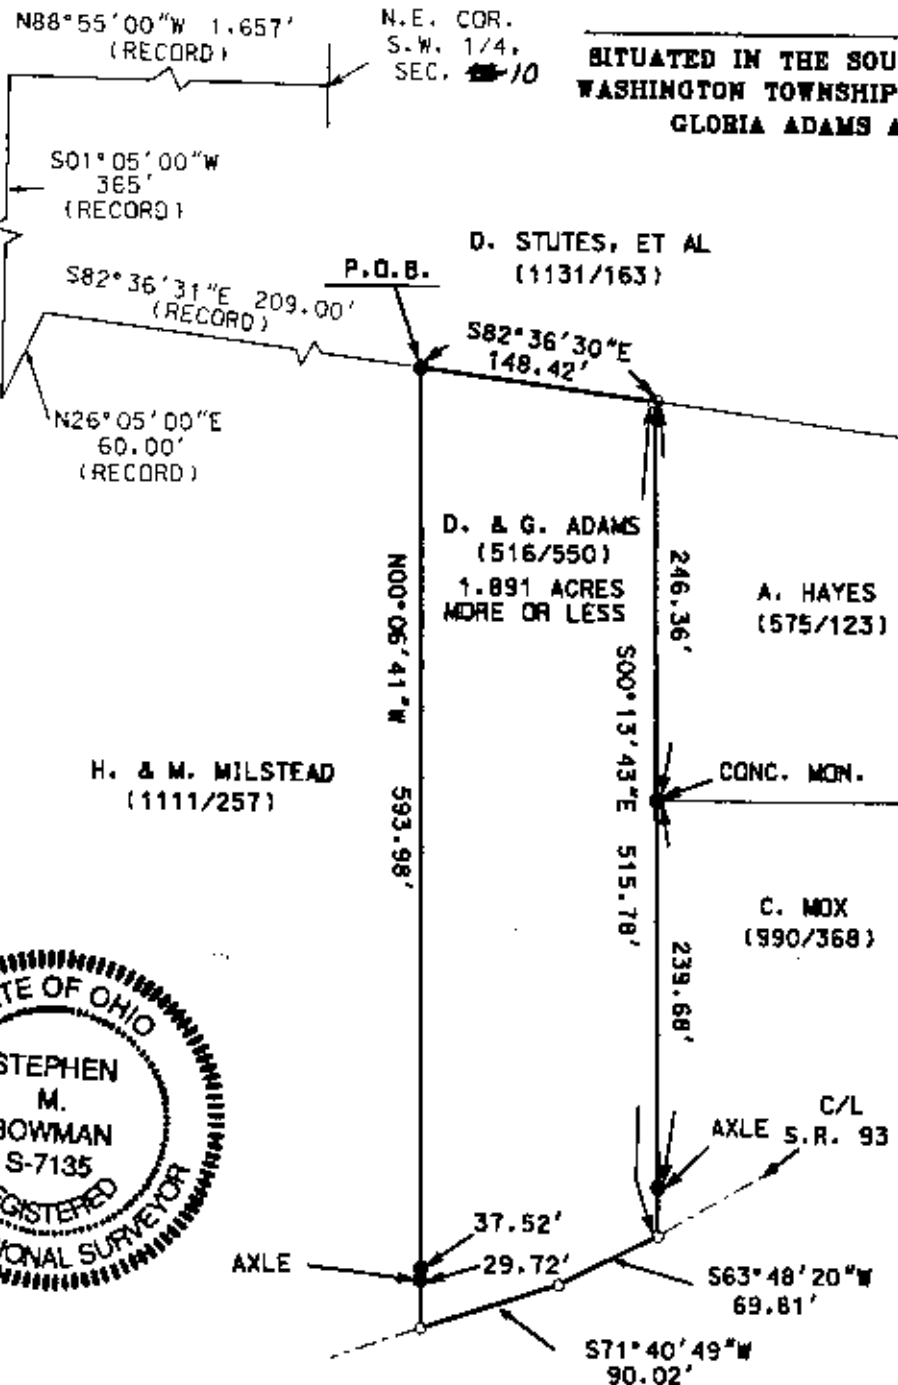 N88°55'00"W 1.657'
(RECORD)
N.E. COR.
S.W. 1/4.
SEC. 10
SITUATED IN THE SOU
WASHINGTON TOWNSHIP
GLORIA ADAMS A
S01°05'00"W
365'
(RECORD)
D. STUTES, ET AL
(1131/163)
P.O.B.
S82°36'31"E 209.00'
(RECORD)
S82°36'30"E
148.42'
N26°05'00"E
60.00'
(RECORD)
D. & G. ADAMS
(516/550)
1.891 ACRES
MORE OR LESS
246.36'
A. HAYES
(575/123)
N00°06'41"W 593.98'
S00°13'43"E 515.78'
H. & M. MILSTEAD
(1111/257)
CONC. MON.
C. MOX
(990/368)
239.68'
TE OF OHIO
STEPHEN
M.
BOWMAN
S-7135
GISTERED
IONAL SURVEYOR
C/L
S.R. 93
AXLE
37.52'
AXLE
29.72'
S63°48'20"W
69.81'
S71°40'49"W
90.02'